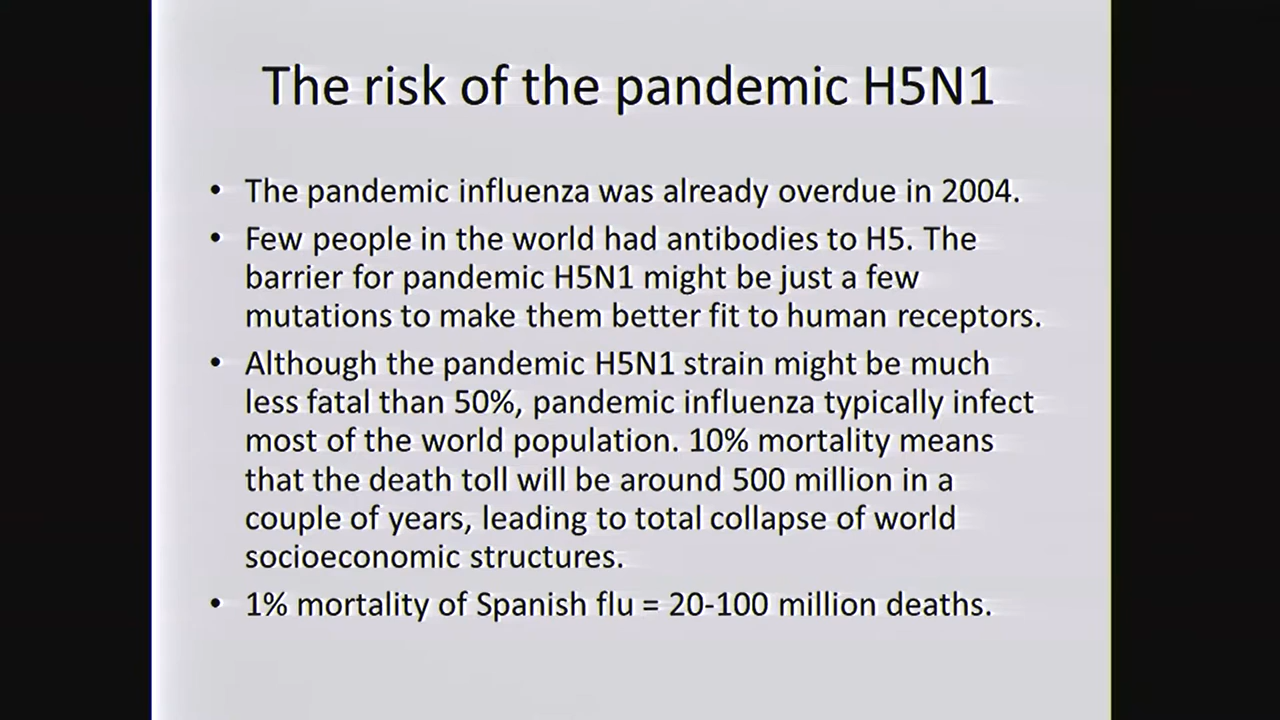 The risk of the pandemic H5N1
• The pandemic influenza was already overdue in 2004.
• Few people in the world had antibodies to H5. The
barrier for pandemic H5N1 might be just a few
mutations to make them better fit to human receptors.
• Although the pandemic H5N1 strain might be much
less fatal than 50%, pandemic influenza typically infect
most of the world population. 10% mortality means
that the death toll will be around 500 million in a
couple of years, leading to total collapse of world
socioeconomic structures.
• 1% mortality of Spanish flu = 20-100 million deaths.